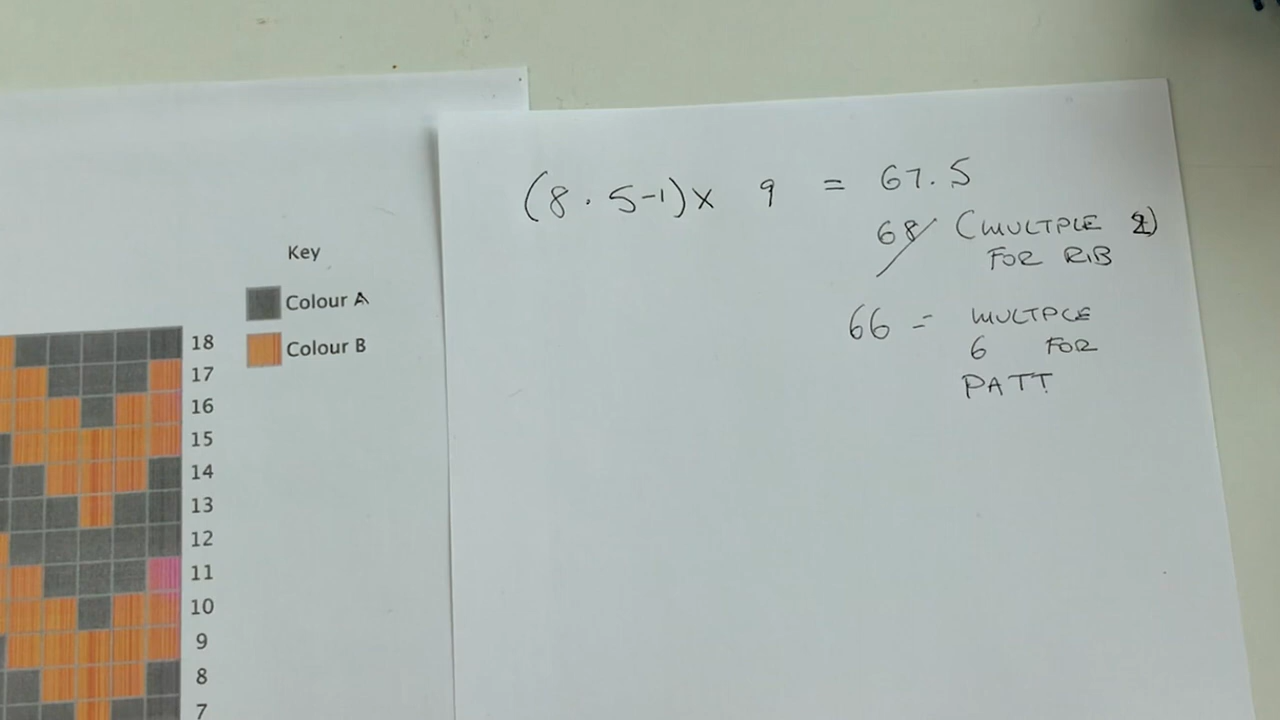 Key
Colour A
Colour B
18
17
16
15
14
13
12
11
10
9
8
7
(8.5-1)x 9 = 67.5
68 (MULTPLE 2)
FOR RIB
66 = MULTPLE
6 FOR
PATT